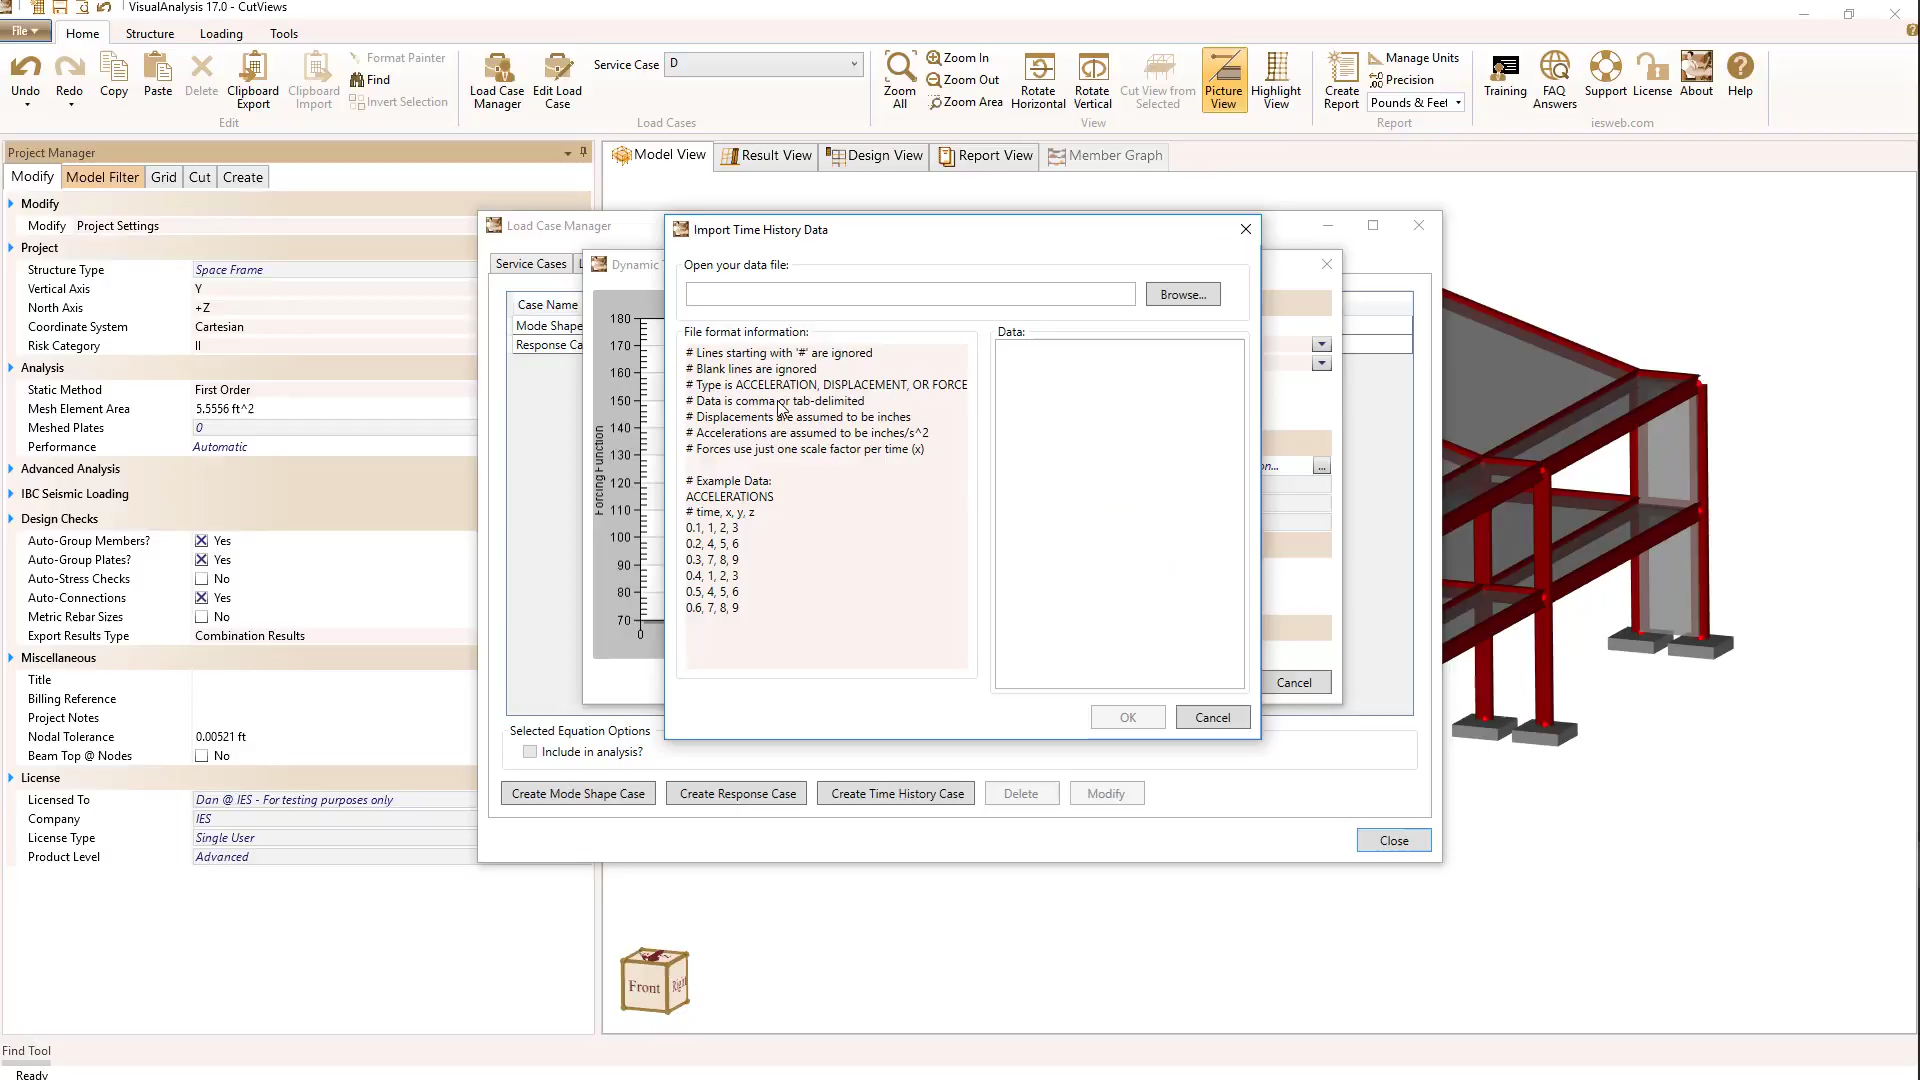 VisualAnalysis 17.0 - CutViews
File
Home
Structure
Loading
Tools
Undo
Redo
Copy
Paste
Delete
Clipboard Export
Clipboard Import
Format Painter
Find
Invert Selection
Edit
Load Case Manager
Edit Load Case
Service Case
D
Load Cases
Zoom All
Zoom In
Zoom Out
Zoom Area
Rotate Horizontal
Rotate Vertical
Cut View from Selected
Picture View
Highlight View
View
Create Report
Manage Units
Precision
Pounds & Feet
Report
Training
FAQ Answers
Support
License
About
Help
iesweb.com
Project Manager
Modify
Model Filter
Grid
Cut
Create
Modify
Modify Project Settings
Project
Structure Type Space Frame
Vertical Axis Y
North Axis +Z
Coordinate System Cartesian
Risk Category II
Analysis
Static Method First Order
Mesh Element Area 5.5556 ft^2
Meshed Plates 0
Performance Automatic
Advanced Analysis
IBC Seismic Loading
Design Checks
Auto-Group Members? Yes
Auto-Group Plates? Yes
Auto-Stress Checks No
Auto-Connections Yes
Metric Rebar Sizes No
Export Results Type Combination Results
Miscellaneous
Title
Billing Reference
Project Notes
Nodal Tolerance 0.00521 ft
Beam Top @ Nodes No
License
Licensed To Dan @ IES - For testing purposes only
Company IES
License Type Single User
Product Level Advanced
Find Tool
Ready
Model View
Result View
Design View
Report View
Member Graph
Load Case Manager
Service Cases
Case Name
Mode Shape
Response Ca
Dynamic
180
170
160
150
140
130
120
110
100
90
80
70
0
Forcing Function
on...
...
Cancel
Import Time History Data
Open your data file:
Browse...
File format information:
# Lines starting with '#' are ignored
# Blank lines are ignored
# Type is ACCELERATION, DISPLACEMENT, OR FORCE
# Data is comma or tab-delimited
# Displacements are assumed to be inches
# Accelerations are assumed to be inches/s^2
# Forces use just one scale factor per time (x)
# Example Data:
ACCELERATIONS
# time, x, y, z
0.1, 1, 2, 3
0.2, 4, 5, 6
0.3, 7, 8, 9
0.4, 1, 2, 3
0.5, 4, 5, 6
0.6, 7, 8, 9
Data:
OK
Cancel
Selected Equation Options
Include in analysis?
Create Mode Shape Case
Create Response Case
Create Time History Case
Delete
Modify
Close
Front
Right